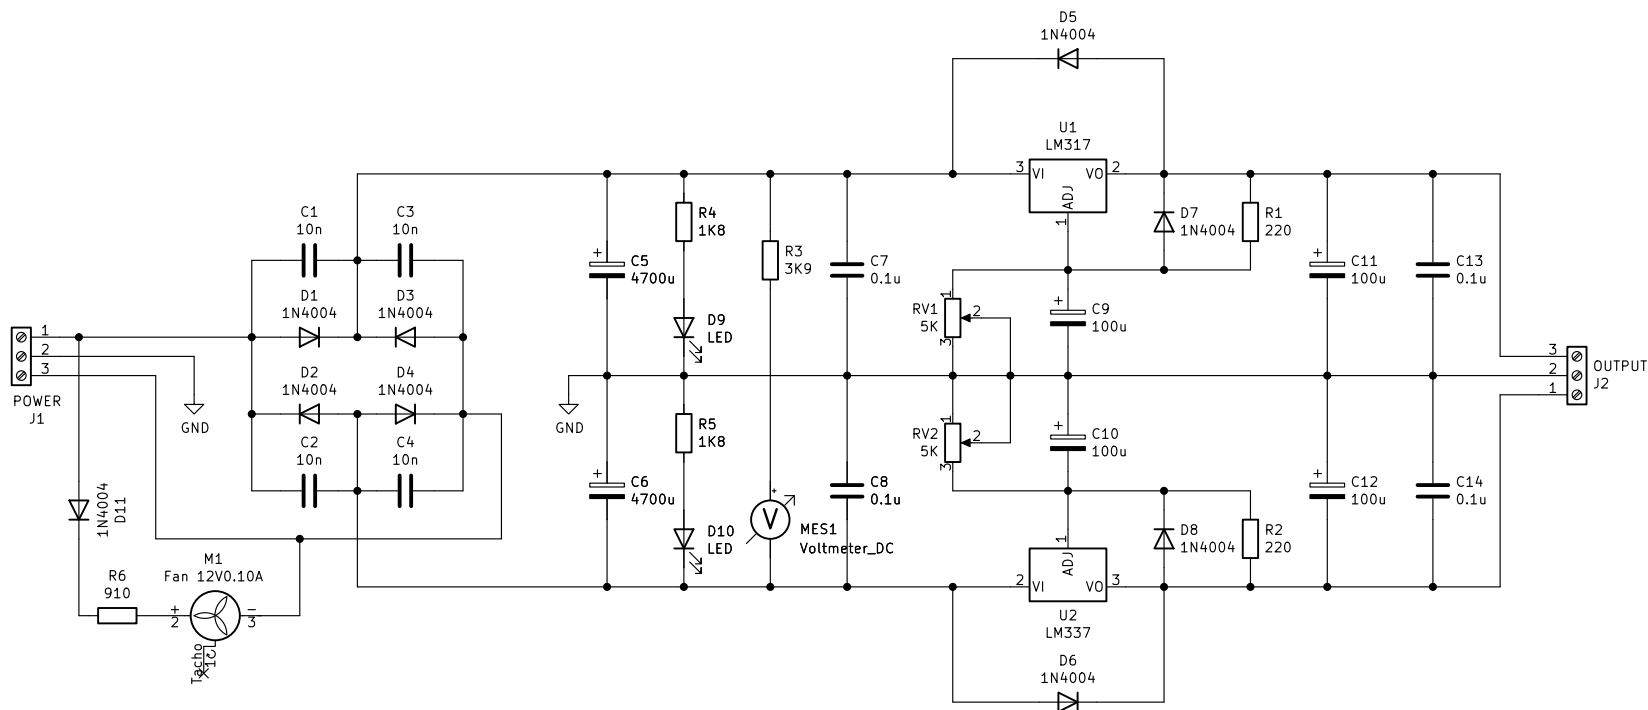 D5
1N4004
U1
LM317
3
VI
VO
2
ADJ
1
D7
1N4004
R1
220
C1
10n
C3
10n
R4
1K8
R3
3K9
C5
4700u
C7
0.1u
C11
100u
C13
0.1u
D1
1N4004
D3
1N4004
RV1
5K
1
2
3
C9
100u
D9
LED
1
2
3
POWER
J1
GND
D2
1N4004
D4
1N4004
GND
3
2
1
OUTPUT
J2
C2
10n
C4
10n
R5
1K8
RV2
5K
1
2
3
C10
100u
C6
4700u
C8
0.1u
C12
100u
C14
0.1u
1N4004
D11
D10
LED
V
MES1
Voltmeter_DC
D8
1N4004
R2
220
M1
Fan 12V0.10A
R6
910
+
2
−
3
Tacho
1
2
VI
ADJ
1
VO
3
U2
LM337
D6
1N4004